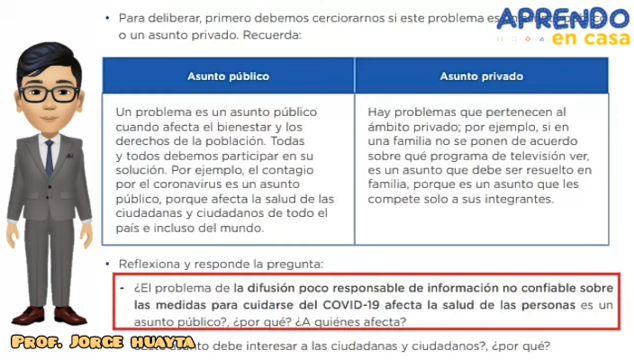 • Para deliberar, primero debemos cerciorarnos si este problema es un asunto público
o un asunto privado. Recuerda:
APRENDO
en casa
Asunto público
Un problema es un asunto público
cuando afecta el bienestar y los
derechos de la población. Todas
y todos debemos participar en su
solución. Por ejemplo, el contagio
por el coronavirus es un asunto
público, porque afecta la salud de las
ciudadanas y ciudadanos de todo el
país e incluso del mundo.
Asunto privado
Hay problemas que pertenecen al
ámbito privado; por ejemplo, si en
una familia no se ponen de acuerdo
sobre qué programa de televisión ver,
es un asunto que debe ser resuelto en
familia, porque es un asunto que les
compete solo a sus integrantes.
• Reflexiona y responde la pregunta:
- ¿El problema de la difusión poco responsable de información no confiable sobre
las medidas para cuidarse del COVID-19 afecta la salud de las personas es un
asunto público?, ¿por qué? ¿A quiénes afecta?
Prof. Jorge huayta
asunto debe interesar a las ciudadanas y ciudadanos?, ¿por qué?